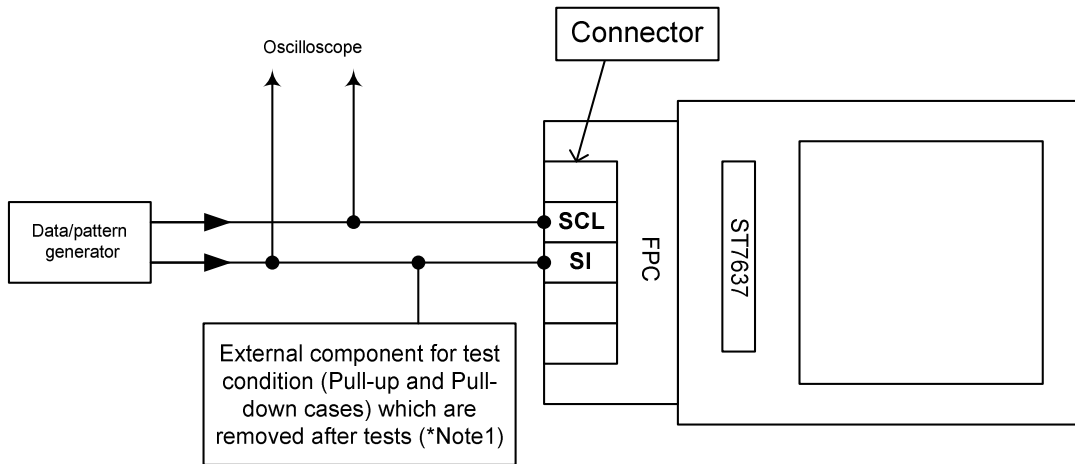 Connector
Oscilloscope
Data/pattern
generator
SCL
SI
FPC
ST7637
External component for test
condition (Pull-up and Pull-
down cases) which are
removed after tests (*Note1)